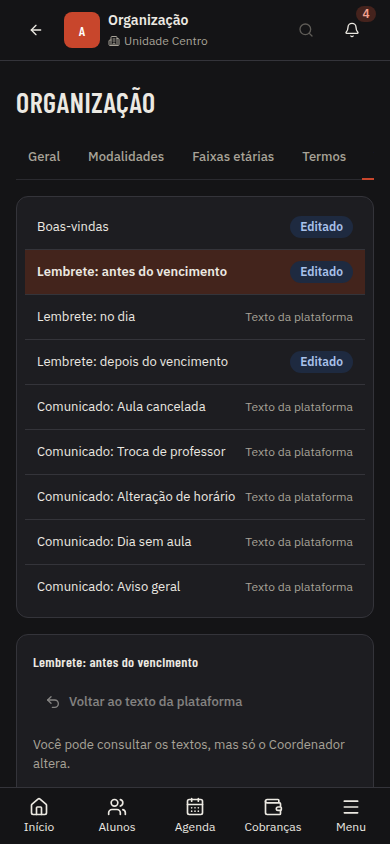 A
Organização
Unidade Centro
4
ORGANIZAÇÃO
Geral Modalidades Faixas etárias Termos
Boas-vindas Editado
Lembrete: antes do vencimento Editado
Lembrete: no dia Texto da plataforma
Lembrete: depois do vencimento Editado
Comunicado: Aula cancelada Texto da plataforma
Comunicado: Troca de professor Texto da plataforma
Comunicado: Alteração de horário Texto da plataforma
Comunicado: Dia sem aula Texto da plataforma
Comunicado: Aviso geral Texto da plataforma
Lembrete: antes do vencimento
Voltar ao texto da plataforma
Você pode consultar os textos, mas só o Coordenador
altera.
Início Alunos Agenda Cobranças Menu